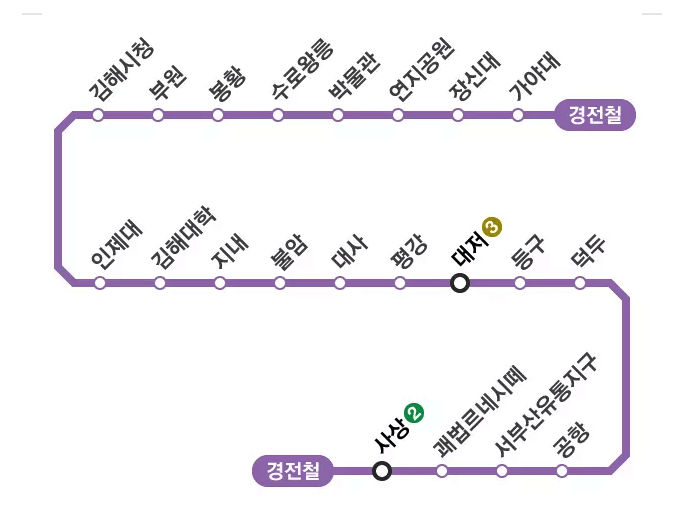 김해시청
부원
봉황
수로왕릉
박물관
연지공원
장신대
가야대
경전철
인제대
김해대학
지내
불암
대사
평강
대저 3
등구
덕두
사상 2
괘법르네시떼
서부산유통지구
공항
경전철